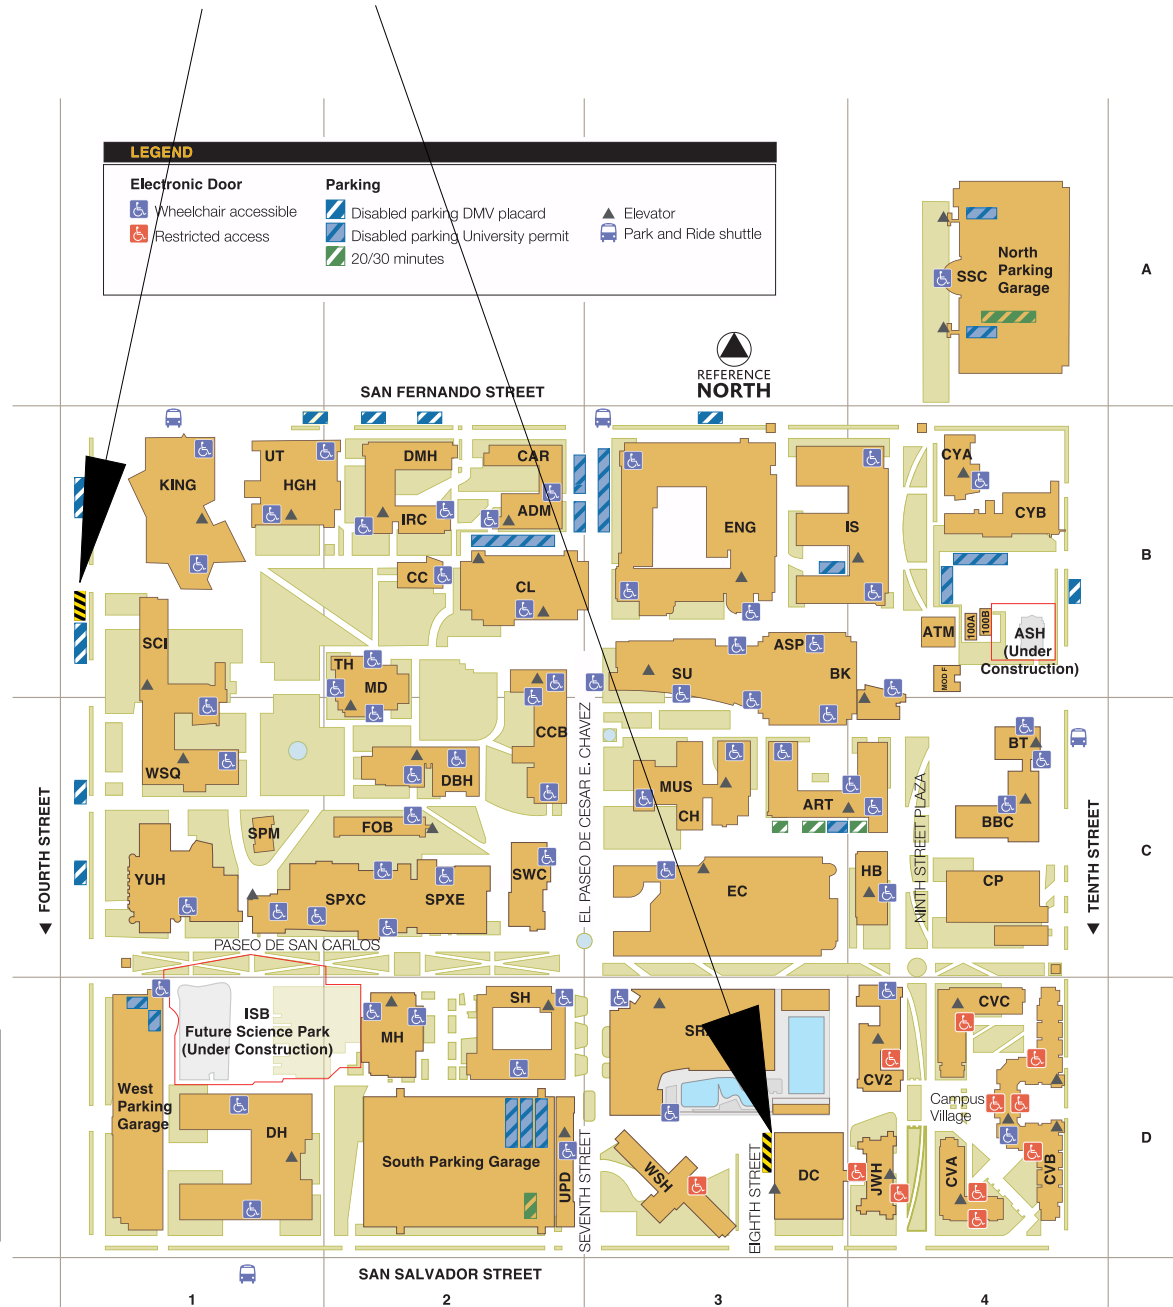 LEGEND
Electronic Door
Parking
Wheelchair accessible
Disabled parking DMV placard
Elevator
Restricted access
Disabled parking University permit
Park and Ride shuttle
20/30 minutes
North
Parking
Garage
SSC
A
REFERENCE
NORTH
SAN FERNANDO STREET
KING
UT
HGH
DMH
IRC
CAR
ADM
ENG
IS
CYA
CYB
B
CC
CL
SCI
ATM
100A
100B
ASH
(Under
Construction)
MOD F
TH
MD
SU
ASP
BK
CCB
WSQ
DBH
MUS
CH
ART
BT
BBC
SPM
FOB
FOURTH STREET
EL PASEO DE CESAR E. CHAVEZ
NINTH STREET PLAZA
TENTH STREET
C
YUH
SPXC
SPXE
SWC
EC
HB
CP
PASEO DE SAN CARLOS
ISB
Future Science Park
(Under Construction)
MH
SH
CV2
CVC
West
Parking
Garage
Campus
Village
DH
South Parking Garage
UPD
SEVENTH STREET
WSH
EIGHTH STREET
DC
JWH
CVA
CVB
D
SAN SALVADOR STREET
1
2
3
4